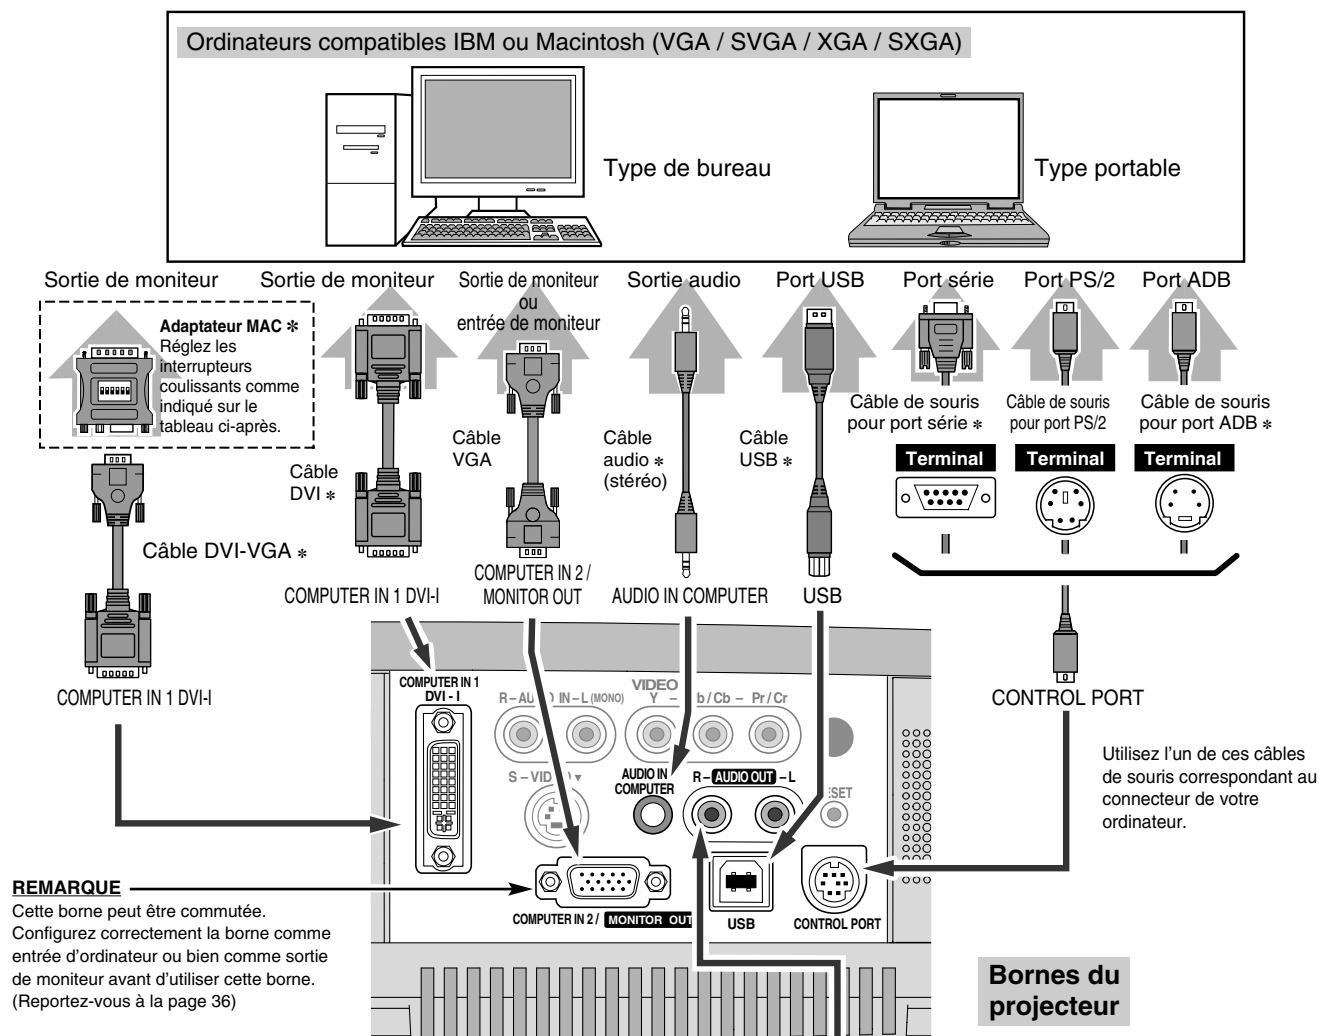 Ordinateurs compatibles IBM ou Macintosh (VGA / SVGA / XGA / SXGA)
Type de bureau
Type portable
Sortie de moniteur
Sortie de moniteur
Sortie de moniteur
ou
entrée de moniteur
Sortie audio
Port USB
Port série
Port PS/2
Port ADB
Adaptateur MAC ✻
Réglez les
interrupteurs
coulissants comme
indiqué sur le
tableau ci-après.
Câble
DVI ✻
Câble
VGA
Câble
audio ✻
(stéréo)
Câble
USB ✻
Câble de souris
pour port série ✻
Câble de souris
pour port PS/2
Câble de souris
pour port ADB ✻
Terminal
Terminal
Terminal
Câble DVI-VGA ✻
COMPUTER IN 1 DVI-I
COMPUTER IN 2 /
MONITOR OUT
AUDIO IN COMPUTER
USB
COMPUTER IN 1 DVI-I
CONTROL PORT
COMPUTER IN 1
DVI - I
R – AU O IN – L (MONO)
VIDEO
Y – b / Cb – Pr / Cr
S – VID O ▼
AUDIO IN
COMPUTER
R – AUDIO OUT – L
ESET
COMPUTER IN 2 / MONITOR OUT
USB
CONTROL PORT
Utilisez l’un de ces câbles
de souris correspondant au
connecteur de votre
ordinateur.
REMARQUE
Cette borne peut être commutée.
Configurez correctement la borne comme
entrée d’ordinateur ou bien comme sortie
de moniteur avant d’utiliser cette borne.
(Reportez-vous à la page 36)
Bornes du
projecteur